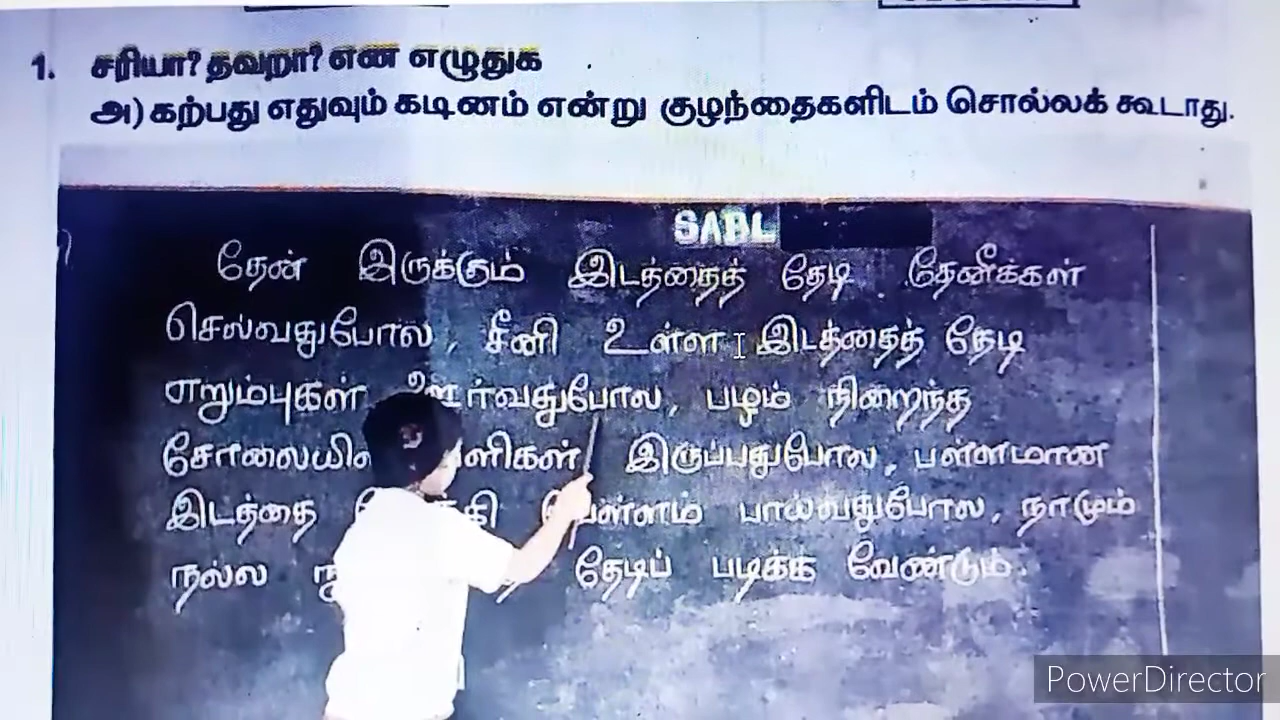 1. சரியா? தவறா? என எழுதுக
அ) கற்பது எதுவும் கடினம் என்று குழந்தைகளிடம் சொல்லக் கூடாது.
SABL
தேன் இருக்கும் இடத்தைத் தேடி தேனீக்கள்
செல்வதுபோல, சீனி உள்ள இடத்தைத் தேடி
எறும்புகள் ஊர்வதுபோல, பழம் நிறைந்த
இருப்பதுபோல, பள்ளமான
இடத்தை வெள்ளம் பாய்வதுபோல, நாமும்
நல்ல தேடிப் படிக்க வேண்டும்.
PowerDirector